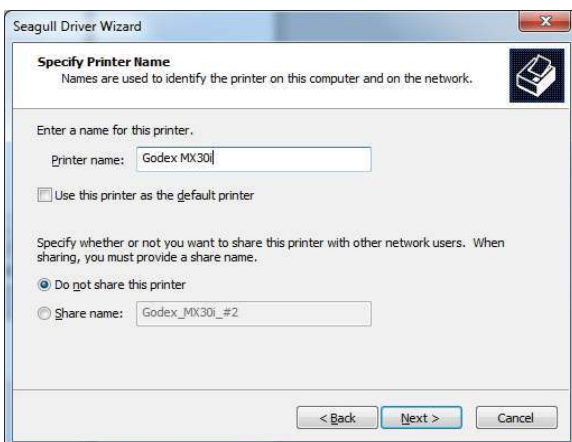 Seagull Driver Wizard
Specify Printer Name
Names are used to identify the printer on this computer and on the network.
Enter a name for this printer.
Printer name: Godex MX30i
Use this printer as the default printer
Specify whether or not you want to share this printer with other network users. When
sharing, you must provide a share name.
Do not share this printer
Share name: Godex_MX30i_#2
< Back Next > Cancel